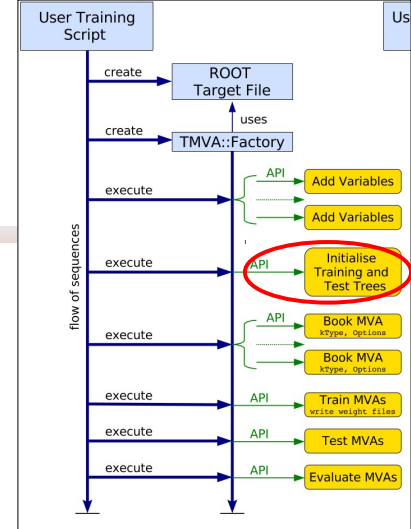 User Training
Script
Us
create
ROOT
Target File
uses
create
TMVA::Factory
API
Add Variables
execute
Add Variables
flow of sequences
execute
API
Initialise
Training and
Test Trees
API
Book MVA
kType, Options
execute
Book MVA
kType, Options
execute
API
Train MVAs
write weight files
execute
API
Test MVAs
execute
API
Evaluate MVAs